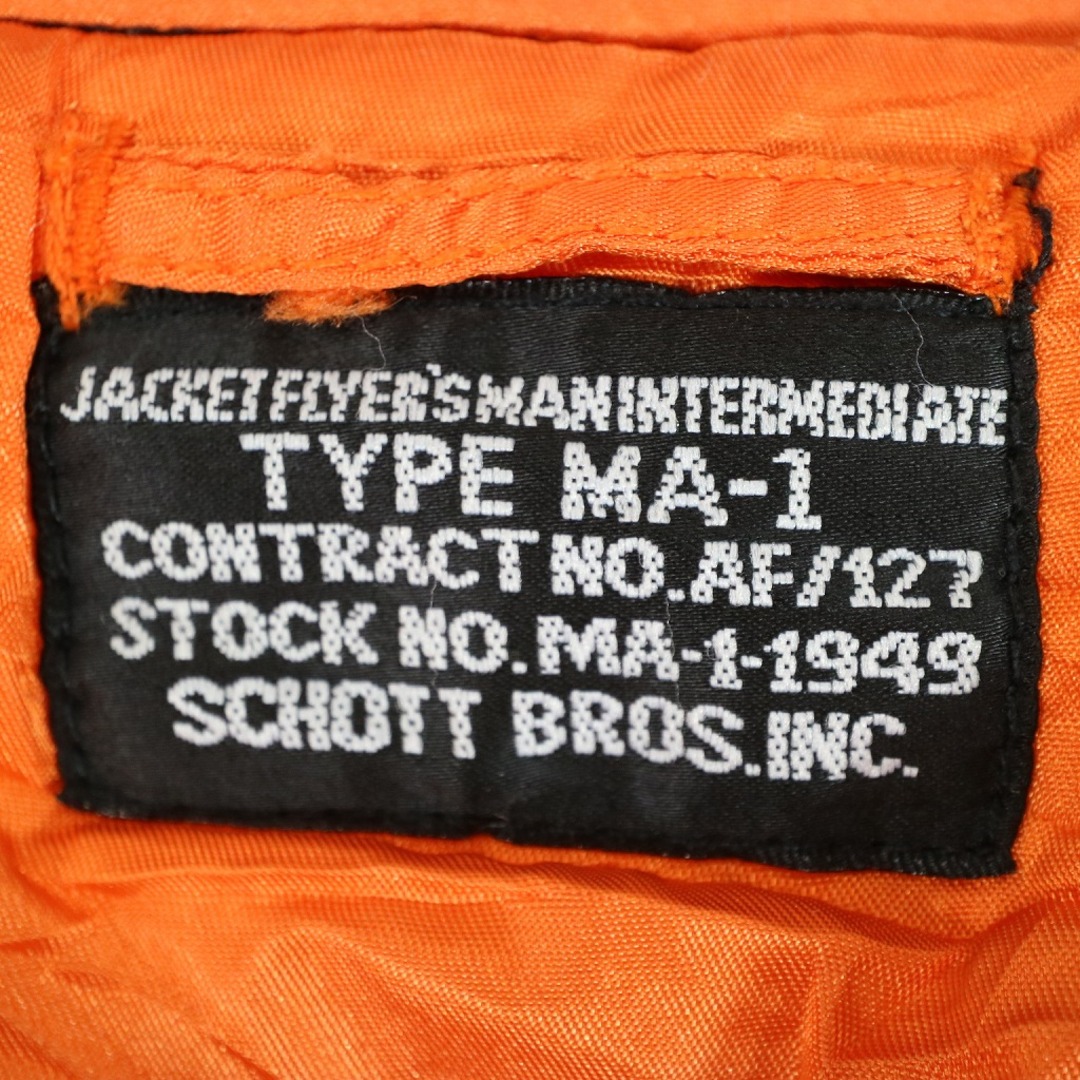 JACKET FLYER'S MAN INTERMEDIATE
TYPE MA-1
CONTRACT NO. AF/127
STOCK NO. MA-1-1949
SCHOTT BROS. INC.